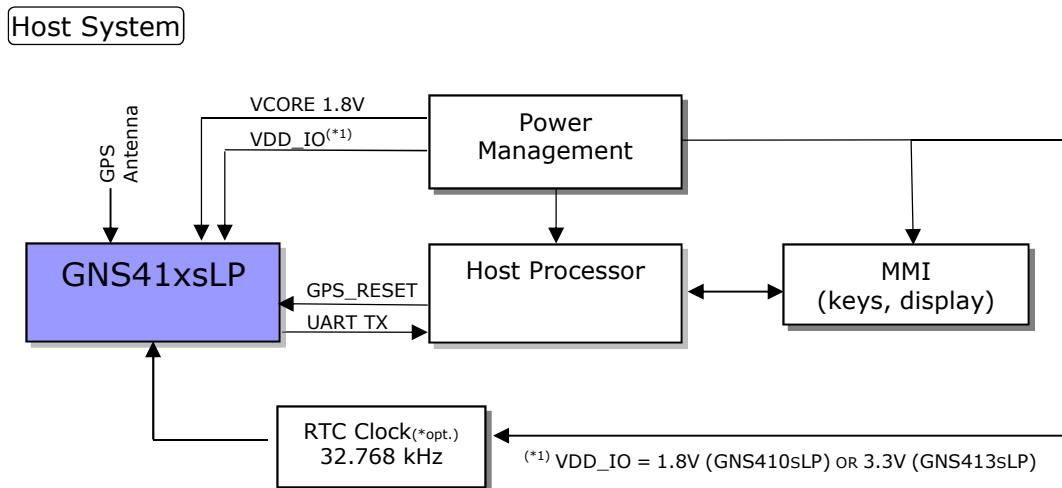 Host System
VCORE 1.8V
VDD_IO(*1)
Power
Management
GPS
Antenna
GNS41xsLP
GPS_RESET
UART TX
Host Processor
MMI
(keys, display)
RTC Clock(*opt.)
32.768 kHz
(*1) VDD_IO = 1.8V (GNS410SLP) OR 3.3V (GNS413SLP)